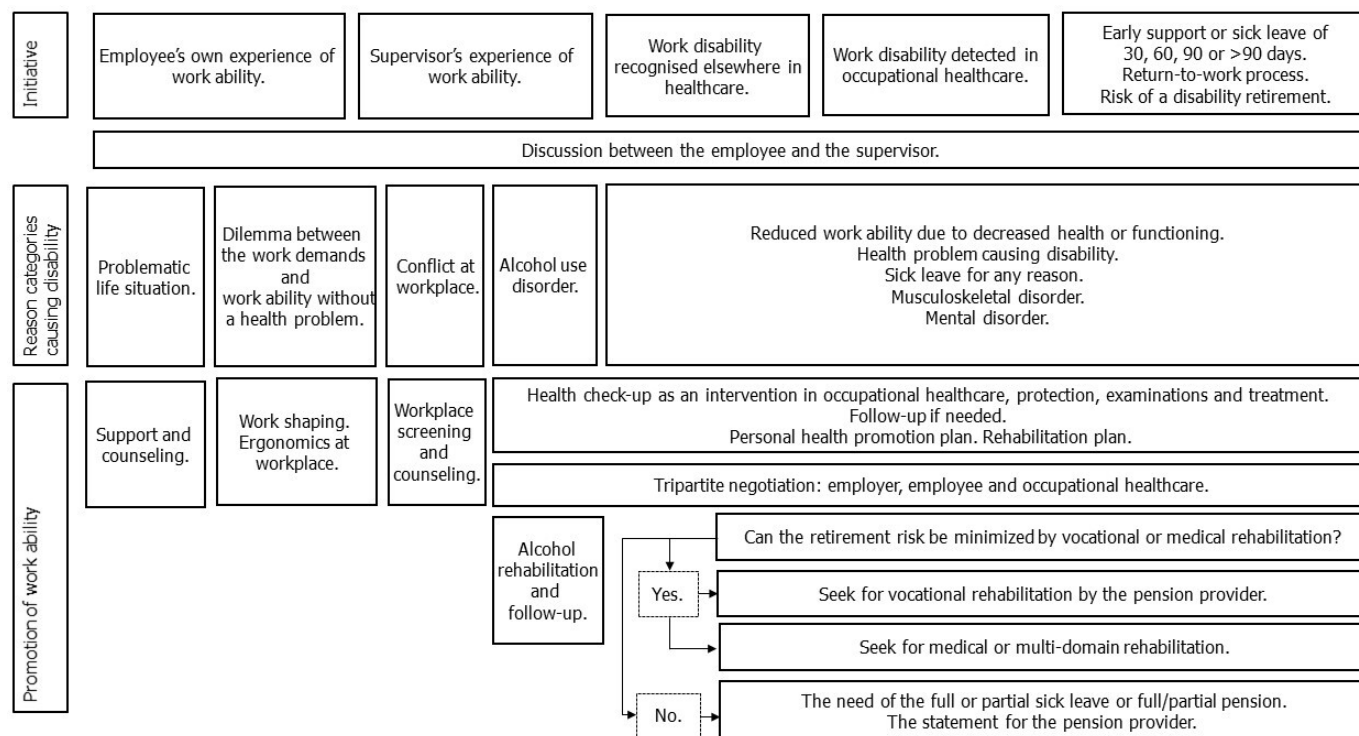 Initiative
Employee's own experience of
work ability.
Supervisor's experience of
work ability.
Work disability
recognised elsewhere in
healthcare.
Work disability detected in
occupational healthcare.
Early support or sick leave of
30, 60, 90 or >90 days.
Return-to-work process.
Risk of a disability retirement.
Discussion between the employee and the supervisor.
Reason categories
causing disability
Problematic
life situation.
Dilemma between
the work demands
and
work ability without
a health problem.
Conflict at
workplace.
Alcohol use
disorder.
Reduced work ability due to decreased health or functioning.
Health problem causing disability.
Sick leave for any reason.
Musculoskeletal disorder.
Mental disorder.
Promotion of work ability
Support and
counseling.
Work shaping.
Ergonomics at
workplace.
Workplace
screening
and
counseling.
Health check-up as an intervention in occupational healthcare, protection, examinations and treatment.
Follow-up if needed.
Personal health promotion plan. Rehabilitation plan.
Tripartite negotiation: employer, employee and occupational healthcare.
Alcohol
rehabilitation
and
follow-up.
Can the retirement risk be minimized by vocational or medical rehabilitation?
Yes.
Seek for vocational rehabilitation by the pension provider.
Seek for medical or multi-domain rehabilitation.
No.
The need of the full or partial sick leave or full/partial pension.
The statement for the pension provider.